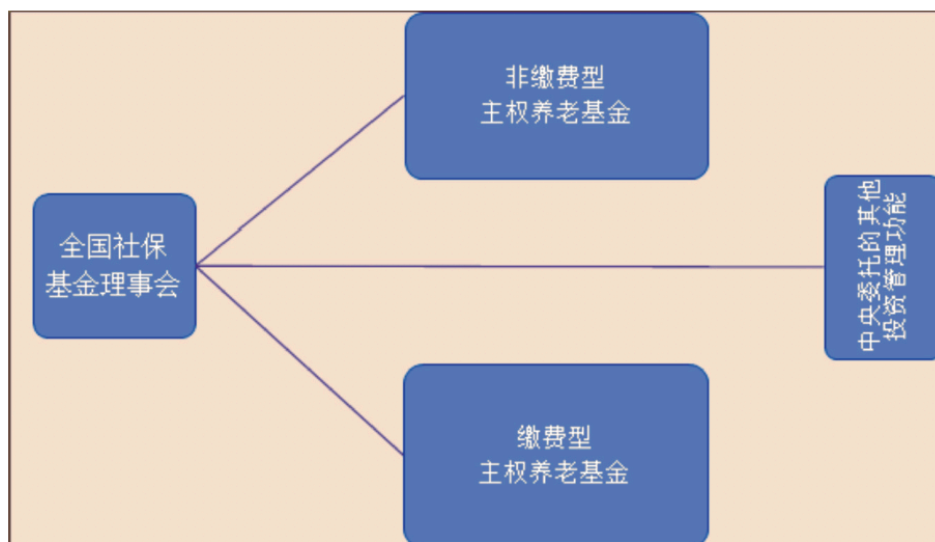 非缴费型
主权养老基金
全国社保
基金理事会
中央委托的其他
投资管理功能
缴费型
主权养老基金